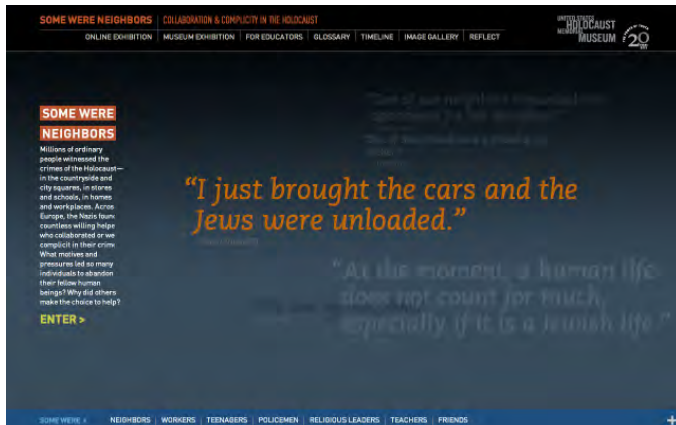 SOME WERE NEIGHBORS | COLLABORATION & COMPLICITY IN THE HOLOCAUST
UNITED STATES
HOLOCAUST
MEMORIAL
MUSEUM
20
ONLINE EXHIBITION | MUSEUM EXHIBITION | FOR EDUCATORS | GLOSSARY | TIMELINE | IMAGE GALLERY | REFLECT
SOME WERE
NEIGHBORS
Millions of ordinary
people witnessed the
crimes of the Holocaust—
in the countryside and
city squares, in stores
and schools, in homes
and workplaces. Acros
Europe, the Nazis foun
countless willing helpe
who collaborated or we
complicit in their crime
What motives and
pressures led so many
individuals to abandon
their fellow human
beings? Why did others
make the choice to help?
ENTER >
“I just brought the cars and the
Jews were unloaded.”
“At the moment, a human life
does not count for much,
especially if it is a Jewish life.”
SOME WERE >
NEIGHBORS | WORKERS | TEENAGERS | POLICEMEN | RELIGIOUS LEADERS | TEACHERS | FRIENDS
+